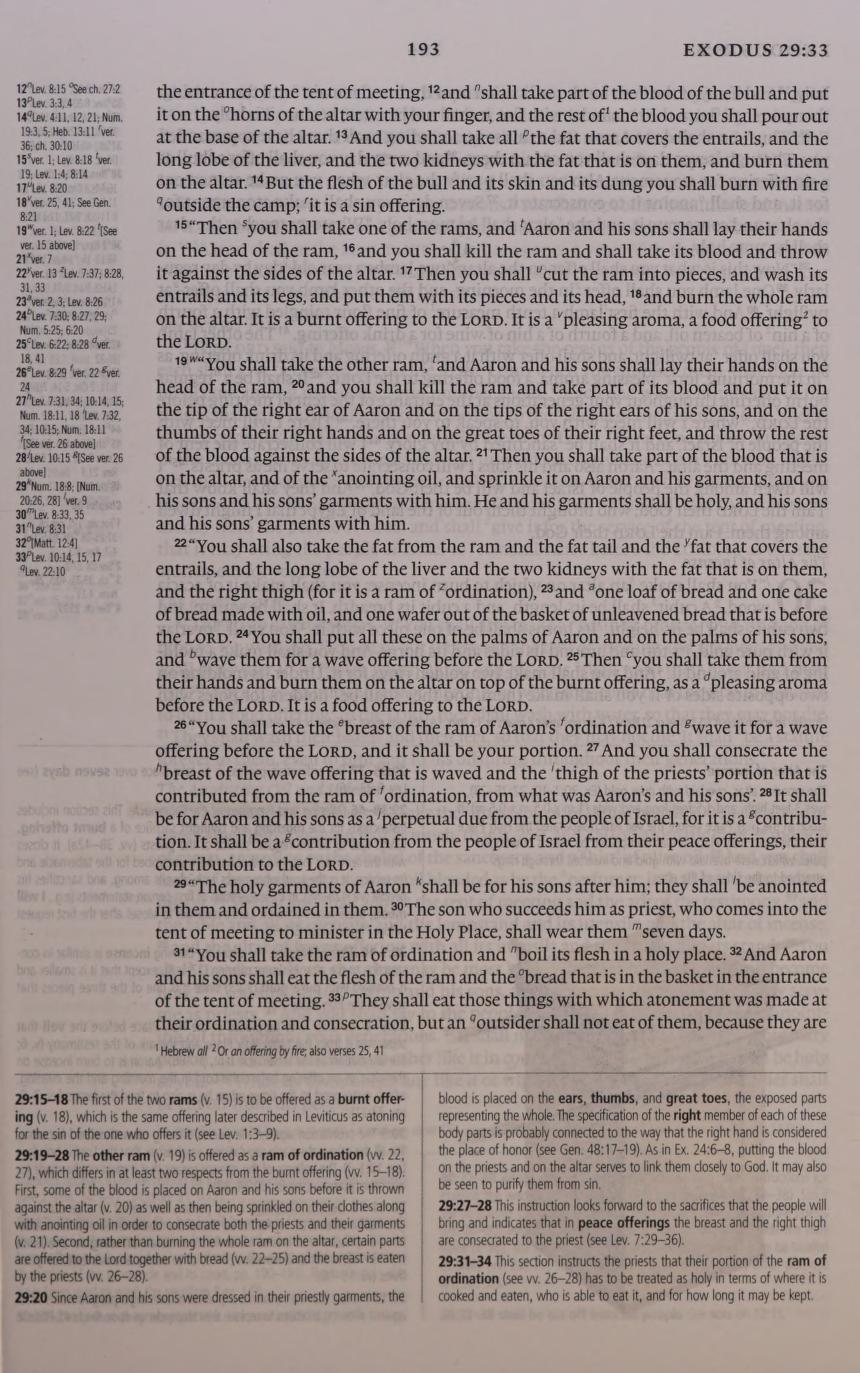 193
EXODUS 29:33
12ⁿLev. 8:15 ᵒSee ch. 27:2
13ᵖLev. 3:3, 4
14𐞥Lev. 4:11, 12, 21; Num.
19:3, 5; Heb. 13:11 ʳver.
36; ch. 30:10
15ˢver. 1; Lev. 8:18 ᵗver.
19; Lev. 1:4; 8:14
17ᵘLev. 8:20
18ᵛver. 25, 41; See Gen.
8:21
19ʷver. 1; Lev. 8:22 ᵗ[See
ver. 15 above]
21ˣver. 7
22ʸver. 13 ᶻLev. 7:37; 8:28,
31, 33
23ᵃver. 2, 3; Lev. 8:26
24ᵇLev. 7:30; 8:27, 29;
Num. 5:25; 6:20
25ᶜLev. 6:22; 8:28 ᵈver.
18, 41
26ᵉLev. 8:29 ᶠver. 22 ᵍver.
24
27ʰLev. 7:31, 34; 10:14, 15;
Num. 18:11, 18 ⁱLev. 7:32,
34; 10:15; Num. 18:11
ᶠ[See ver. 26 above]
28ʲLev. 10:15 ᵍ[See ver. 26
above]
29ᵏNum. 18:8; [Num.
20:26, 28] ˡver. 9
30ᵐLev. 8:33, 35
31ⁿLev. 8:31
32ᵒ[Matt. 12:4]
33ᵖLev. 10:14, 15, 17
𐞥Lev. 22:10
the entrance of the tent of meeting, ¹²and ⁿshall take part of the blood of the bull and put
it on the ᵒhorns of the altar with your finger, and the rest of¹ the blood you shall pour out
at the base of the altar. ¹³And you shall take all ᵖthe fat that covers the entrails, and the
long lobe of the liver, and the two kidneys with the fat that is on them, and burn them
on the altar. ¹⁴But the flesh of the bull and its skin and its dung you shall burn with fire
𐞥outside the camp; ʳit is a sin offering.
¹⁵“Then ˢyou shall take one of the rams, and ᵗAaron and his sons shall lay their hands
on the head of the ram, ¹⁶and you shall kill the ram and shall take its blood and throw
it against the sides of the altar. ¹⁷Then you shall ᵘcut the ram into pieces, and wash its
entrails and its legs, and put them with its pieces and its head, ¹⁸and burn the whole ram
on the altar. It is a burnt offering to the LORD. It is a ᵛpleasing aroma, a food offering² to
the LORD.
¹⁹ʷ“You shall take the other ram, ᵗand Aaron and his sons shall lay their hands on the
head of the ram, ²⁰and you shall kill the ram and take part of its blood and put it on
the tip of the right ear of Aaron and on the tips of the right ears of his sons, and on the
thumbs of their right hands and on the great toes of their right feet, and throw the rest
of the blood against the sides of the altar. ²¹Then you shall take part of the blood that is
on the altar, and of the ˣanointing oil, and sprinkle it on Aaron and his garments, and on
his sons and his sons’ garments with him. He and his garments shall be holy, and his sons
and his sons’ garments with him.
²²“You shall also take the fat from the ram and the fat tail and the ʸfat that covers the
entrails, and the long lobe of the liver and the two kidneys with the fat that is on them,
and the right thigh (for it is a ram of ᶻordination), ²³and ᵃone loaf of bread and one cake
of bread made with oil, and one wafer out of the basket of unleavened bread that is before
the LORD. ²⁴You shall put all these on the palms of Aaron and on the palms of his sons,
and ᵇwave them for a wave offering before the LORD. ²⁵Then ᶜyou shall take them from
their hands and burn them on the altar on top of the burnt offering, as a ᵈpleasing aroma
before the LORD. It is a food offering to the LORD.
²⁶“You shall take the ᵉbreast of the ram of Aaron’s ᶠordination and ᵍwave it for a wave
offering before the LORD, and it shall be your portion. ²⁷And you shall consecrate the
ʰbreast of the wave offering that is waved and the ⁱthigh of the priests’ portion that is
contributed from the ram of ᶠordination, from what was Aaron’s and his sons’. ²⁸It shall
be for Aaron and his sons as a ʲperpetual due from the people of Israel, for it is a ᵍcontribu-
tion. It shall be a ᵍcontribution from the people of Israel from their peace offerings, their
contribution to the LORD.
²⁹“The holy garments of Aaron ᵏshall be for his sons after him; they shall ˡbe anointed
in them and ordained in them. ³⁰The son who succeeds him as priest, who comes into the
tent of meeting to minister in the Holy Place, shall wear them ᵐseven days.
³¹“You shall take the ram of ordination and ⁿboil its flesh in a holy place. ³²And Aaron
and his sons shall eat the flesh of the ram and the ᵒbread that is in the basket in the entrance
of the tent of meeting. ³³ᵖThey shall eat those things with which atonement was made at
their ordination and consecration, but an 𐞥outsider shall not eat of them, because they are
¹ Hebrew all ² Or an offering by fire; also verses 25, 41
29:15–18 The first of the two rams (v. 15) is to be offered as a burnt offer-
ing (v. 18), which is the same offering later described in Leviticus as atoning
for the sin of the one who offers it (see Lev. 1:3–9).
29:19–28 The other ram (v. 19) is offered as a ram of ordination (vv. 22,
27), which differs in at least two respects from the burnt offering (vv. 15–18).
First, some of the blood is placed on Aaron and his sons before it is thrown
against the altar (v. 20) as well as then being sprinkled on their clothes along
with anointing oil in order to consecrate both the priests and their garments
(v. 21). Second, rather than burning the whole ram on the altar, certain parts
are offered to the Lord together with bread (vv. 22–25) and the breast is eaten
by the priests (vv. 26–28).
29:20 Since Aaron and his sons were dressed in their priestly garments, the
blood is placed on the ears, thumbs, and great toes, the exposed parts
representing the whole. The specification of the right member of each of these
body parts is probably connected to the way that the right hand is considered
the place of honor (see Gen. 48:17–19). As in Ex. 24:6–8, putting the blood
on the priests and on the altar serves to link them closely to God. It may also
be seen to purify them from sin.
29:27–28 This instruction looks forward to the sacrifices that the people will
bring and indicates that in peace offerings the breast and the right thigh
are consecrated to the priest (see Lev. 7:29–36).
29:31–34 This section instructs the priests that their portion of the ram of
ordination (see vv. 26–28) has to be treated as holy in terms of where it is
cooked and eaten, who is able to eat it, and for how long it may be kept.